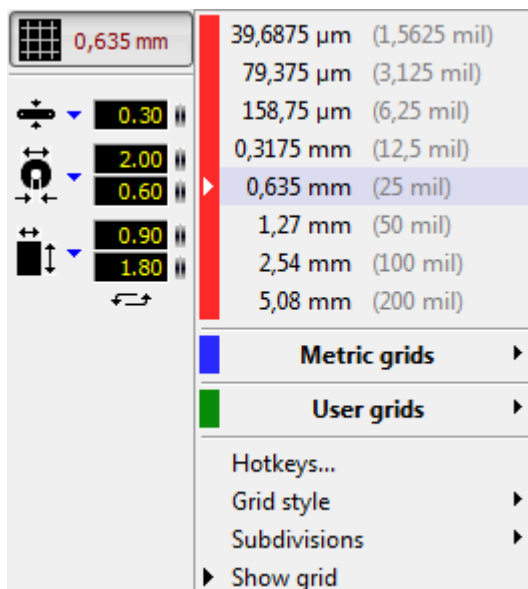 0,635 mm
0.30
2.00
0.60
0.90
1.80
39,6875 µm (1,5625 mil)
79,375 µm (3,125 mil)
158,75 µm (6,25 mil)
0,3175 mm (12,5 mil)
0,635 mm (25 mil)
1,27 mm (50 mil)
2,54 mm (100 mil)
5,08 mm (200 mil)
Metric grids
User grids
Hotkeys...
Grid style
Subdivisions
Show grid